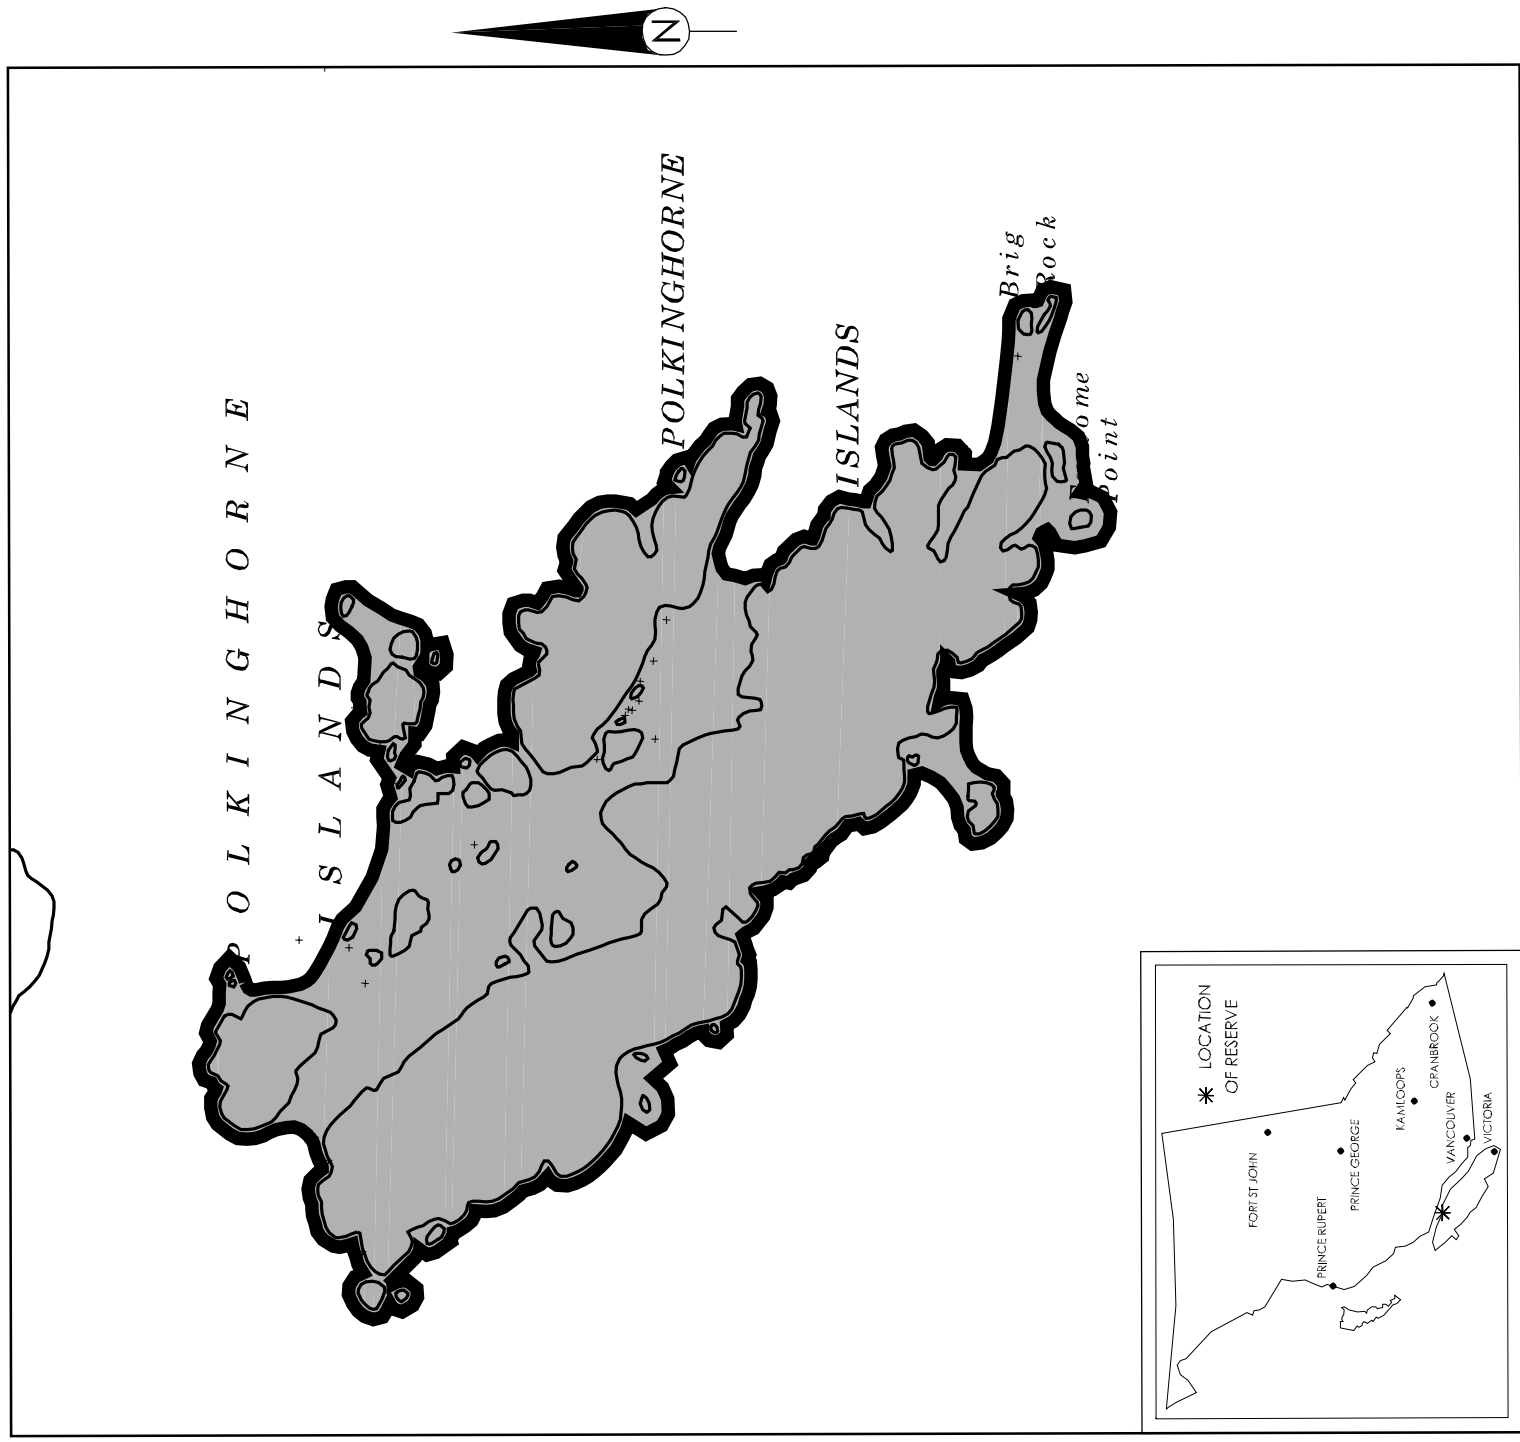 N
POLKINGHORNE
ISLANDS
POLKINGHORNE
ISLANDS
Brig
Rock
Point
LOCATION
OF RESERVE
FORT ST JOHN
PRINCE RUPERT
PRINCE GEORGE
KAMLOOPS
CRANBROOK
VANCOUVER
VICTORIA